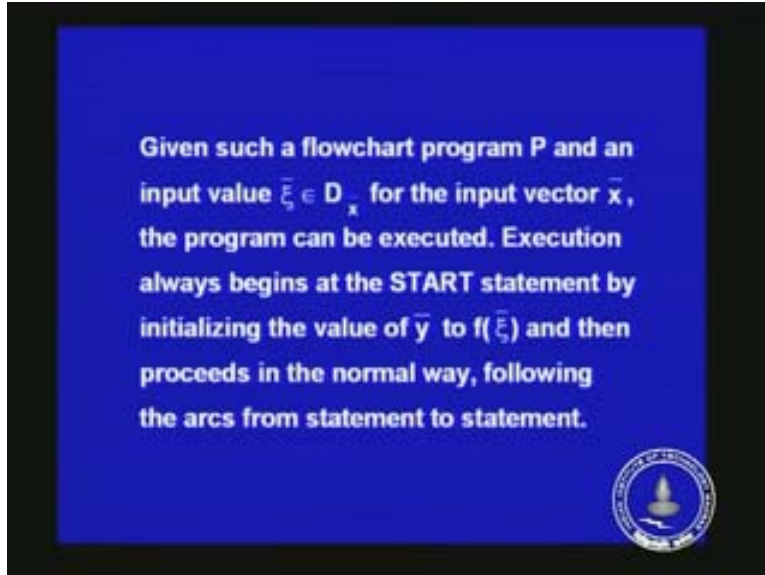 Given such a flowchart program P and an
input value ξ̄ ∈ D_x̄ for the input vector x̄,
the program can be executed. Execution
always begins at the START statement by
initializing the value of ȳ to f(ξ̄) and then
proceeds in the normal way, following
the arcs from statement to statement.